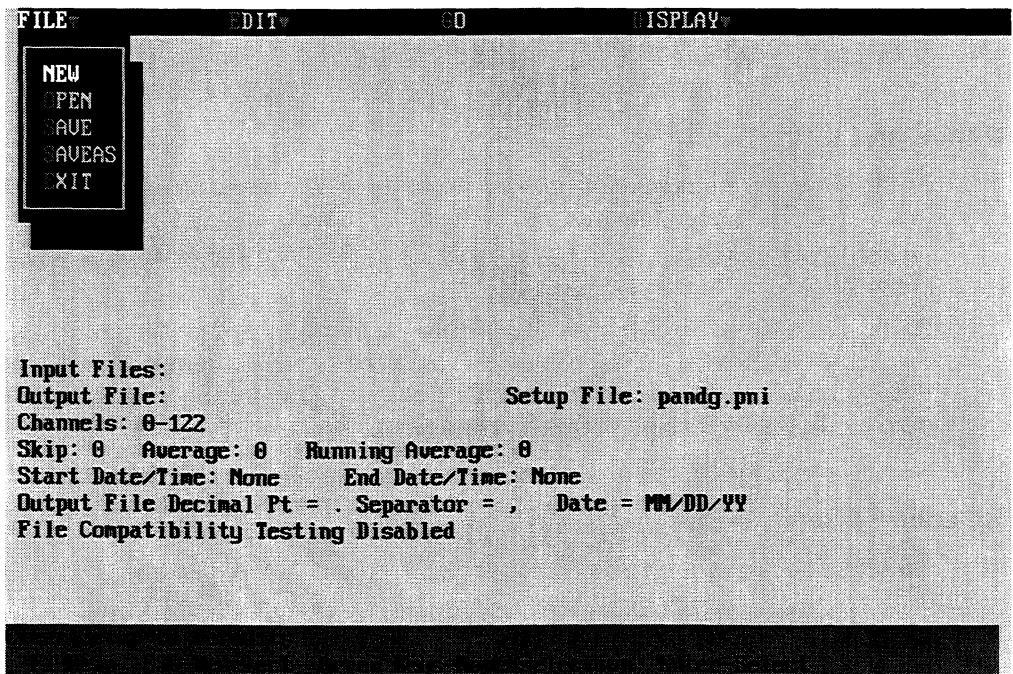 FILE EDIT GO DISPLAY
NEW
OPEN
SAVE
SAVEAS
EXIT
Input Files:
Output File: Setup File: pandg.pni
Channels: 0-122
Skip: 0 Average: 0 Running Average: 0
Start Date/Time: None End Date/Time: None
Output File Decimal Pt = . Separator = , Date = MM/DD/YY
File Compatibility Testing Disabled